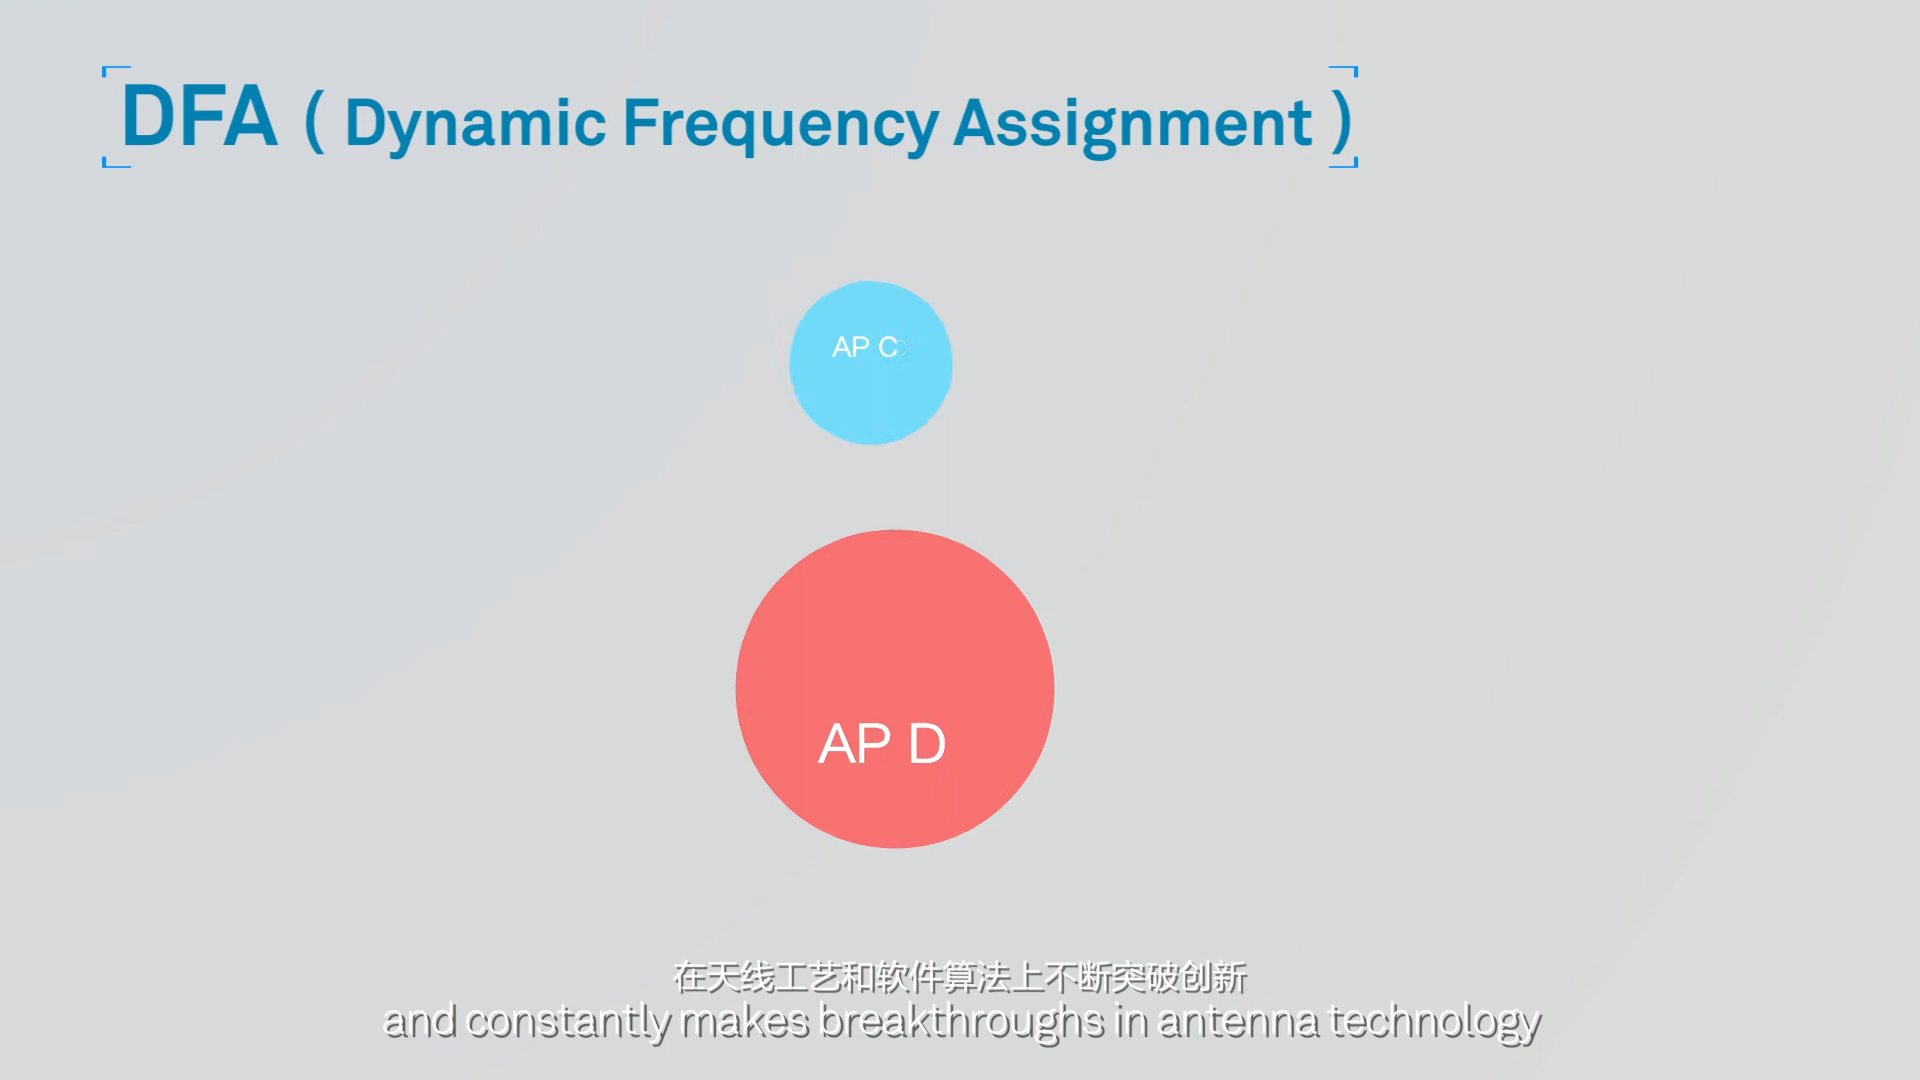 DFA ( Dynamic Frequency Assignment )
AP C
AP D
在天线工艺和软件算法上不断突破创新
and constantly makes breakthroughs in antenna technology